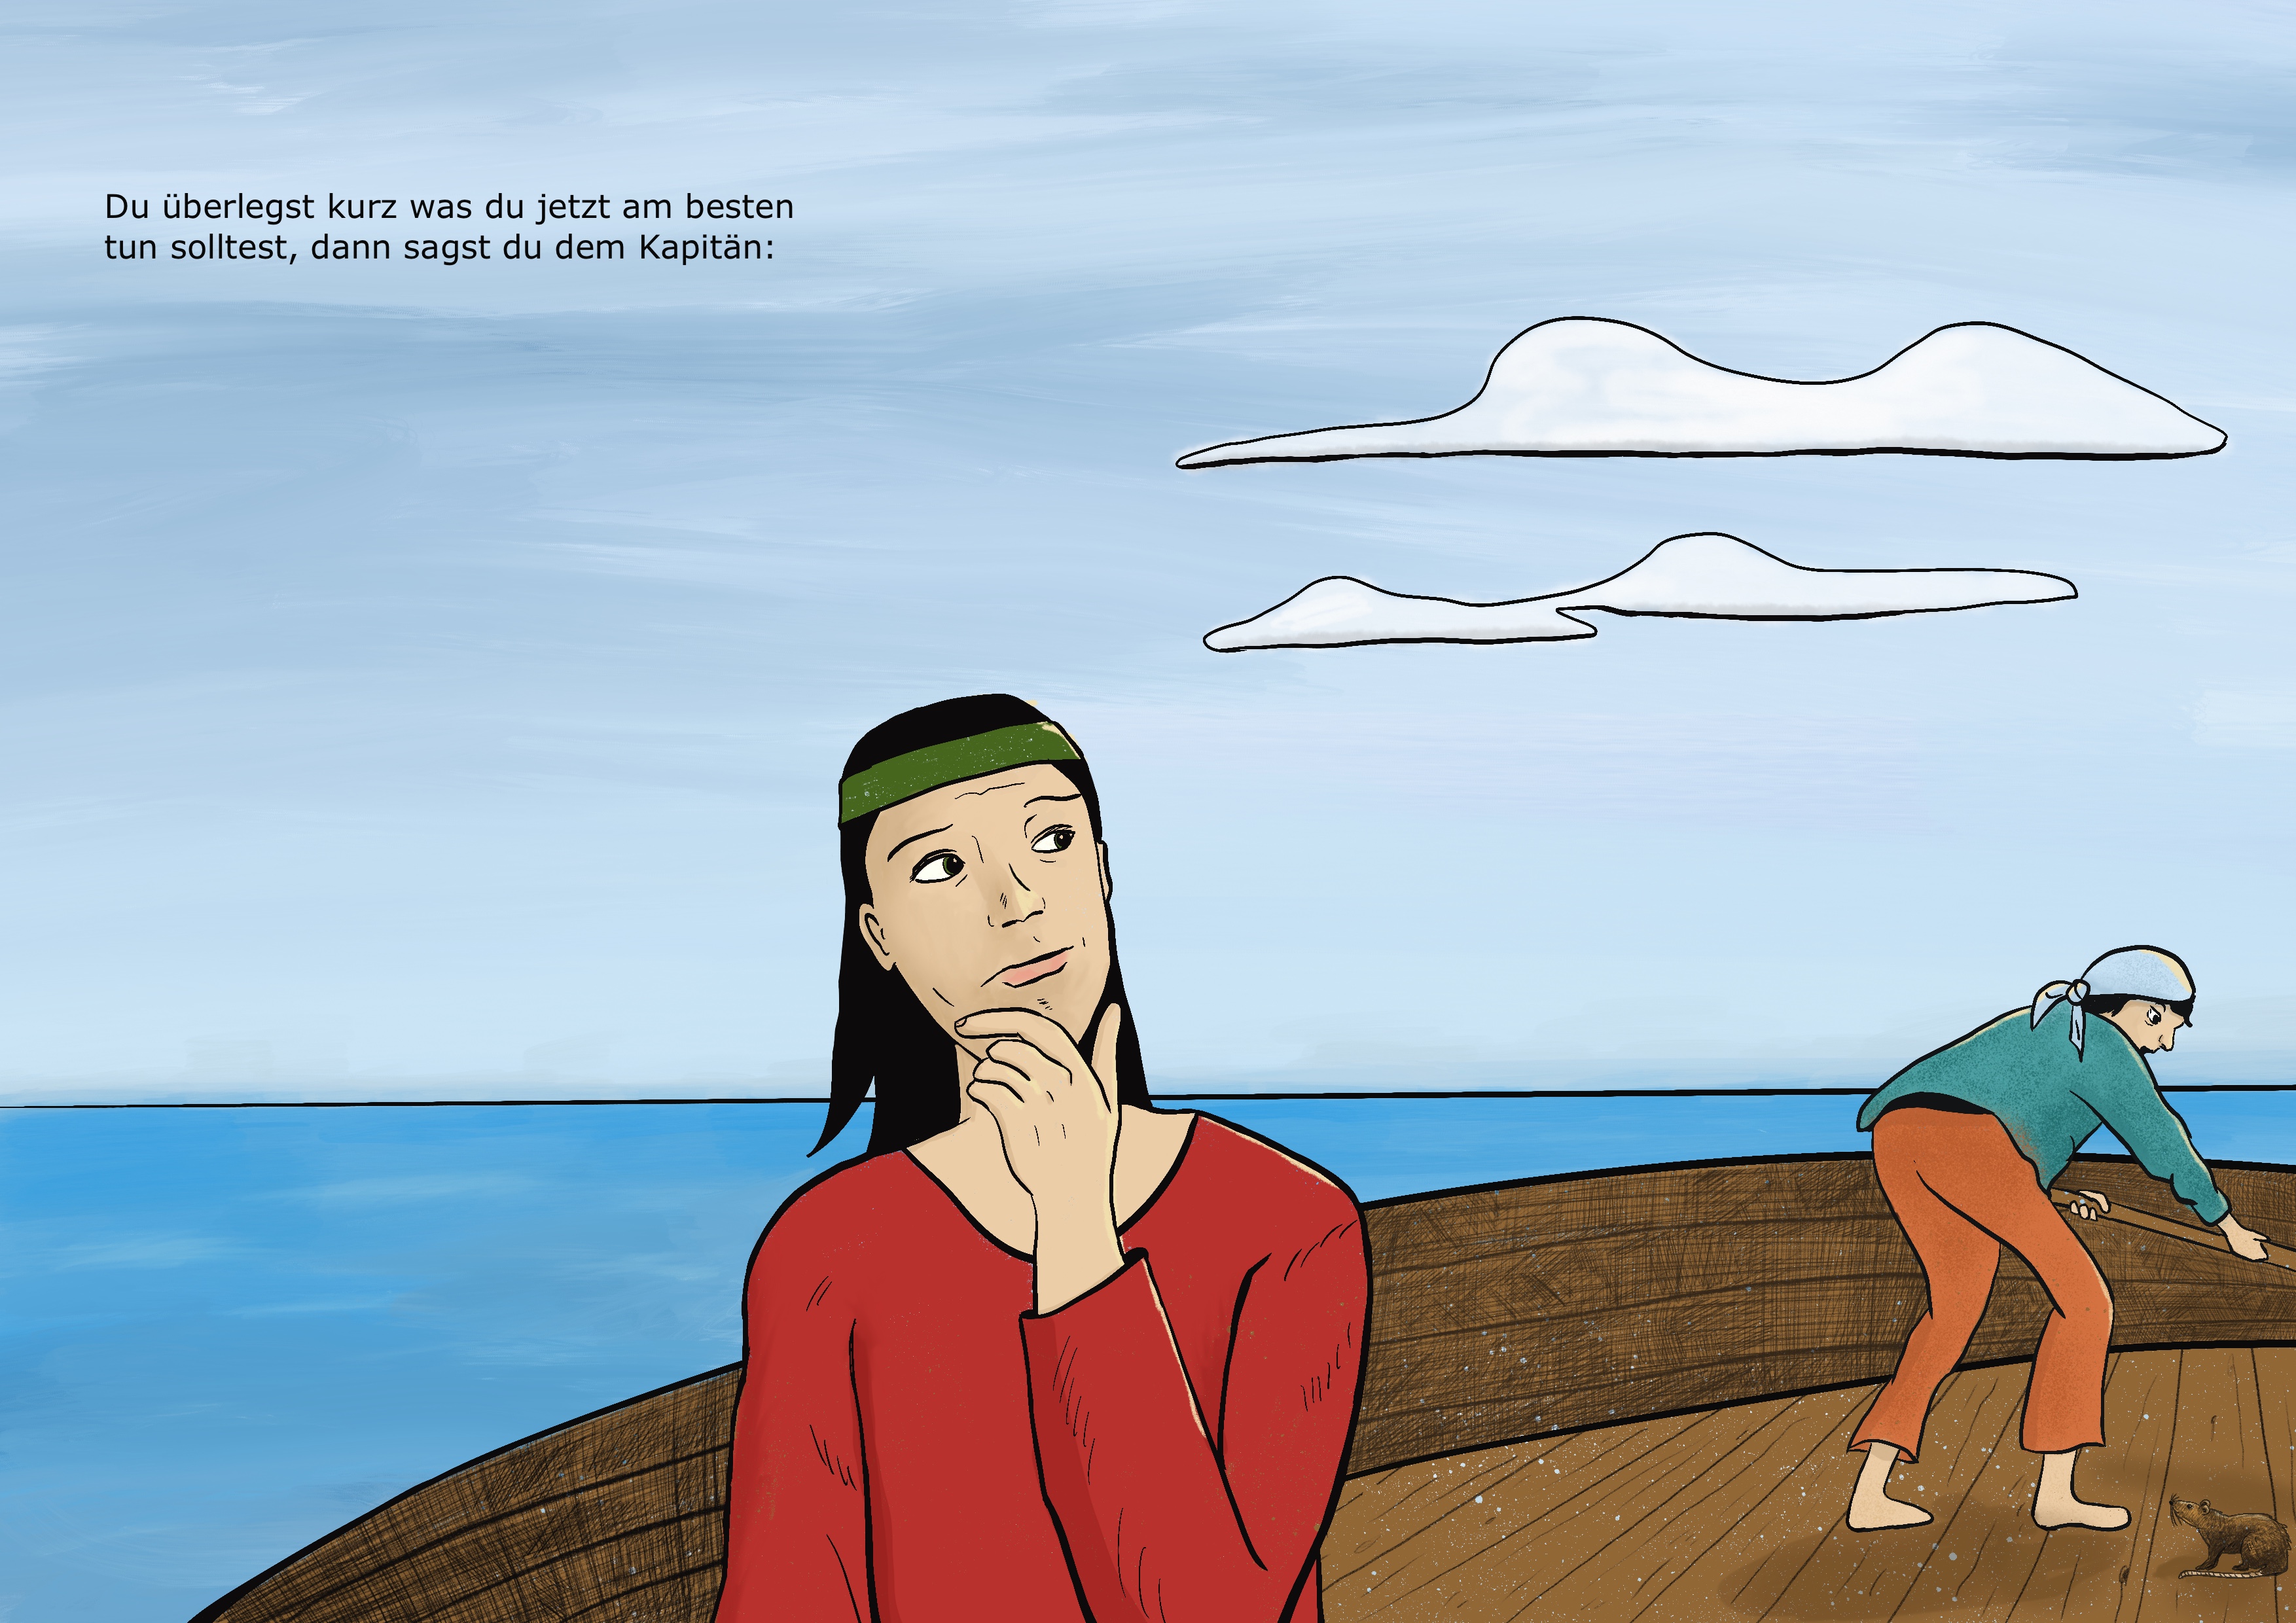 Du überlegst kurz was du jetzt am besten
tun solltest, dann sagst du dem Kapitän: